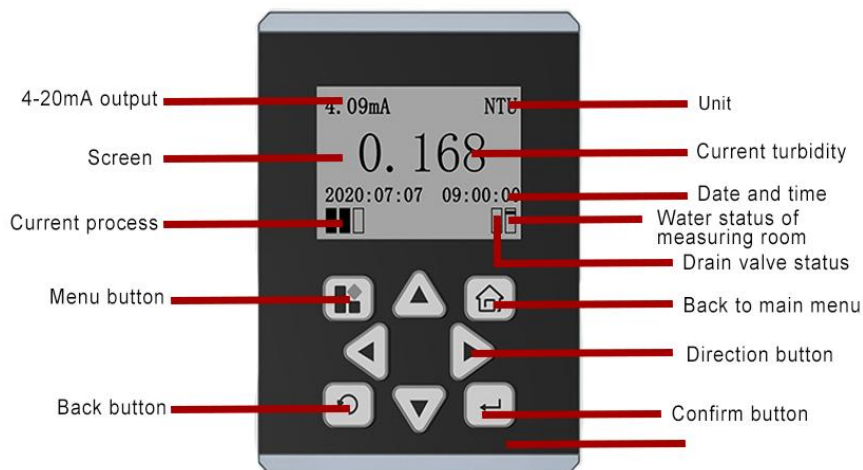 4-20mA output
4.09mA
NTU
Unit
Screen
0.168
Current turbidity
2020:07:07 09:00:00
Date and time
Current process
Water status of
measuring room
Drain valve status
Menu button
Back to main menu
Direction button
Back button
Confirm button